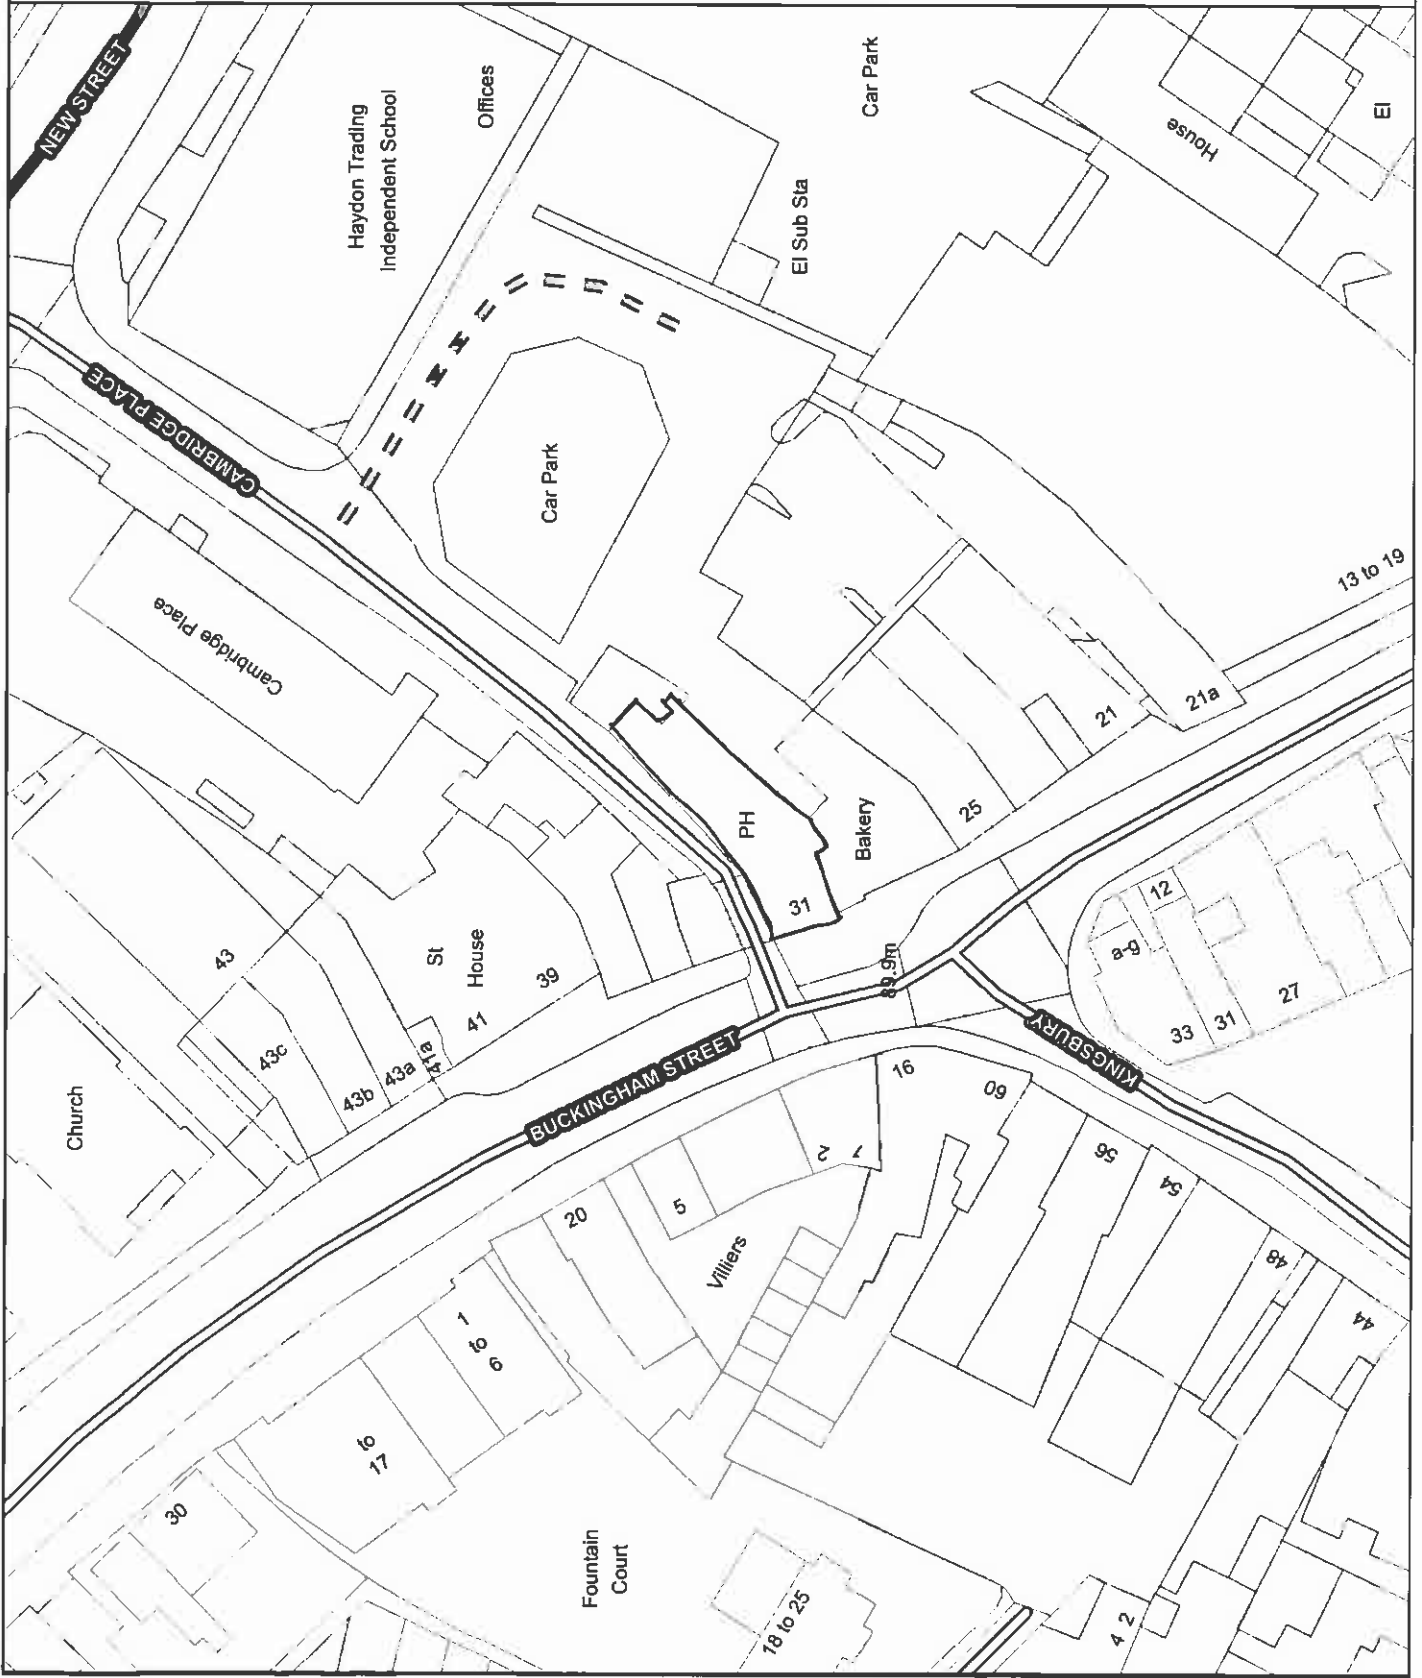 NEW STREET
Haydon Trading
Independent School
Offices
Car Park
El Sub Sta
House
El
CAMBRIDGE PLACE
Car Park
Cambridge Place
13 to 19
21a
21
25
Bakery
PH
31
89.9m
43
St
House
39
41
41a
43a
43b
43c
Church
BUCKINGHAM STREET
KINGSBURY
12
a-g
33
31
27
16
60
56
54
48
44
2
1
5
20
Villiers
1
to
6
to
17
30
Fountain
Court
18 to 25
4 2